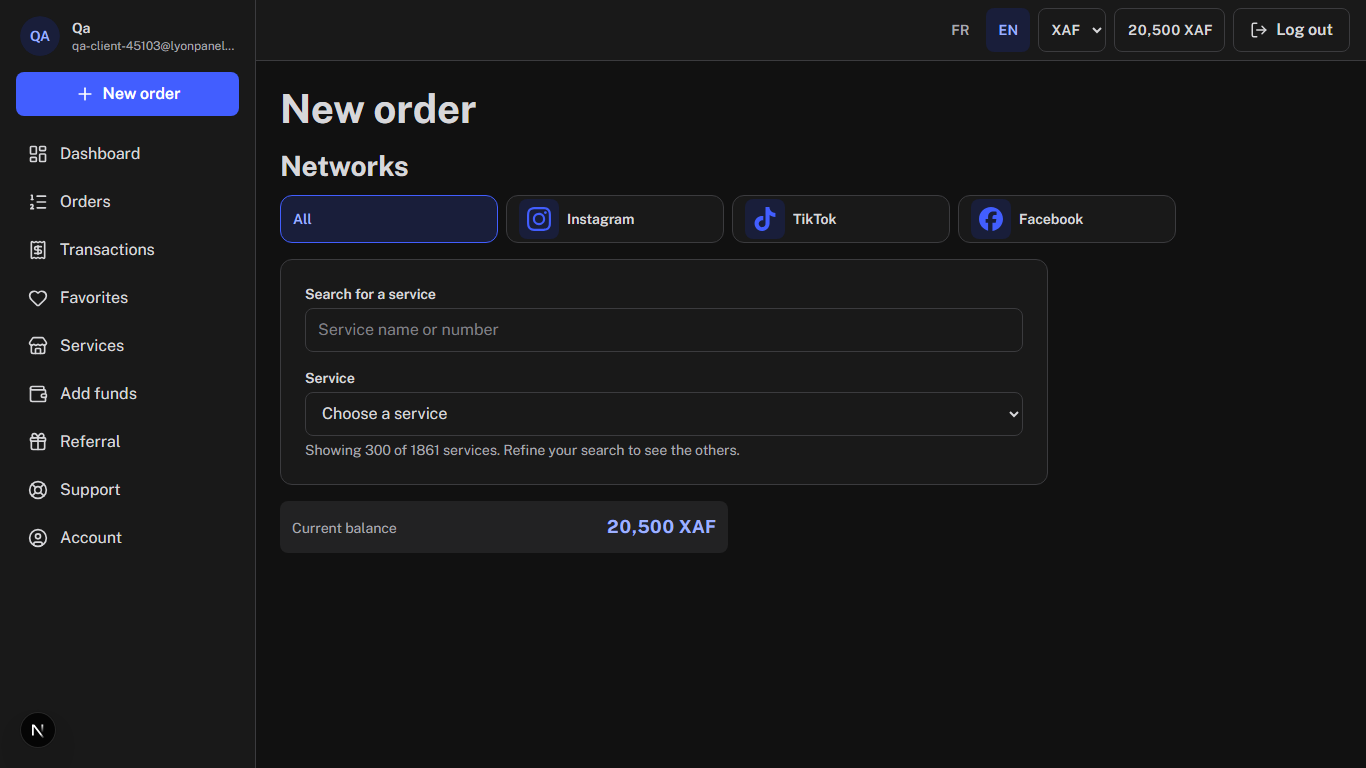 QA
Qa
qa-client-45103@lyonpanel...
New order
Dashboard
Orders
Transactions
Favorites
Services
Add funds
Referral
Support
Account
N
FR
EN
XAF
20,500 XAF
Log out
New order
Networks
All
Instagram
TikTok
Facebook
Search for a service
Service name or number
Service
Choose a service
Showing 300 of 1861 services. Refine your search to see the others.
Current balance
20,500 XAF